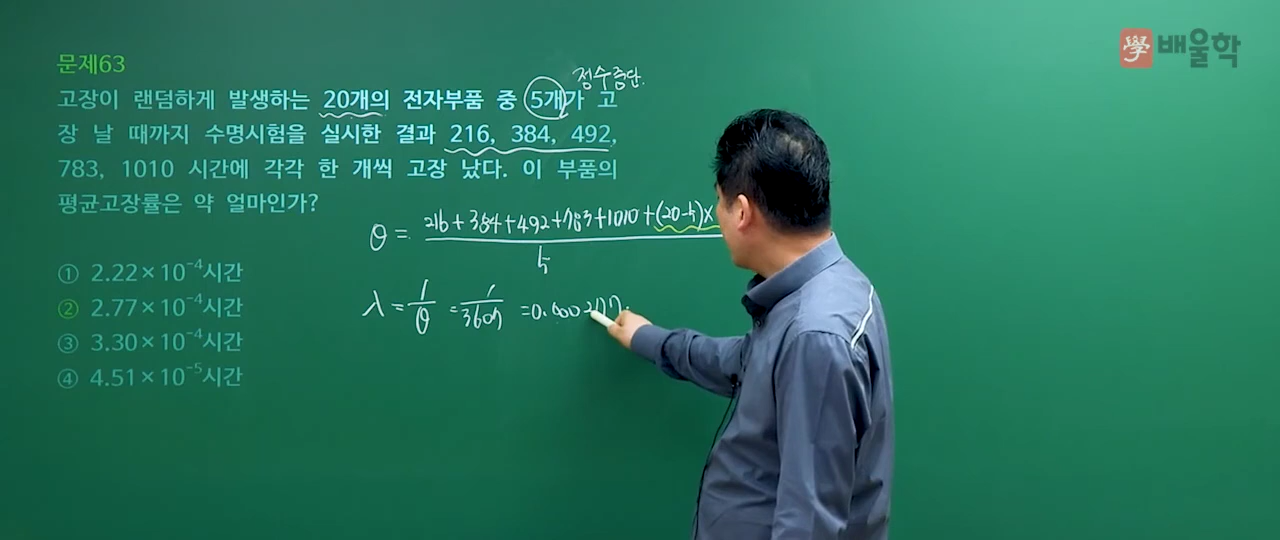 學 배울학
문제63
정수중단.
고장이 랜덤하게 발생하는 20개의 전자부품 중 5개가 고
장 날 때까지 수명시험을 실시한 결과 216, 384, 492,
783, 1010 시간에 각각 한 개씩 고장 났다. 이 부품의
평균고장률은 약 얼마인가?
θ = 216+384+492+783+1010+(20-5)×
5
① 2.22×10⁻⁴시간
② 2.77×10⁻⁴시간
③ 3.30×10⁻⁴시간
④ 4.51×10⁻⁵시간
λ = 1/θ = 1/3607 = 0.000277.